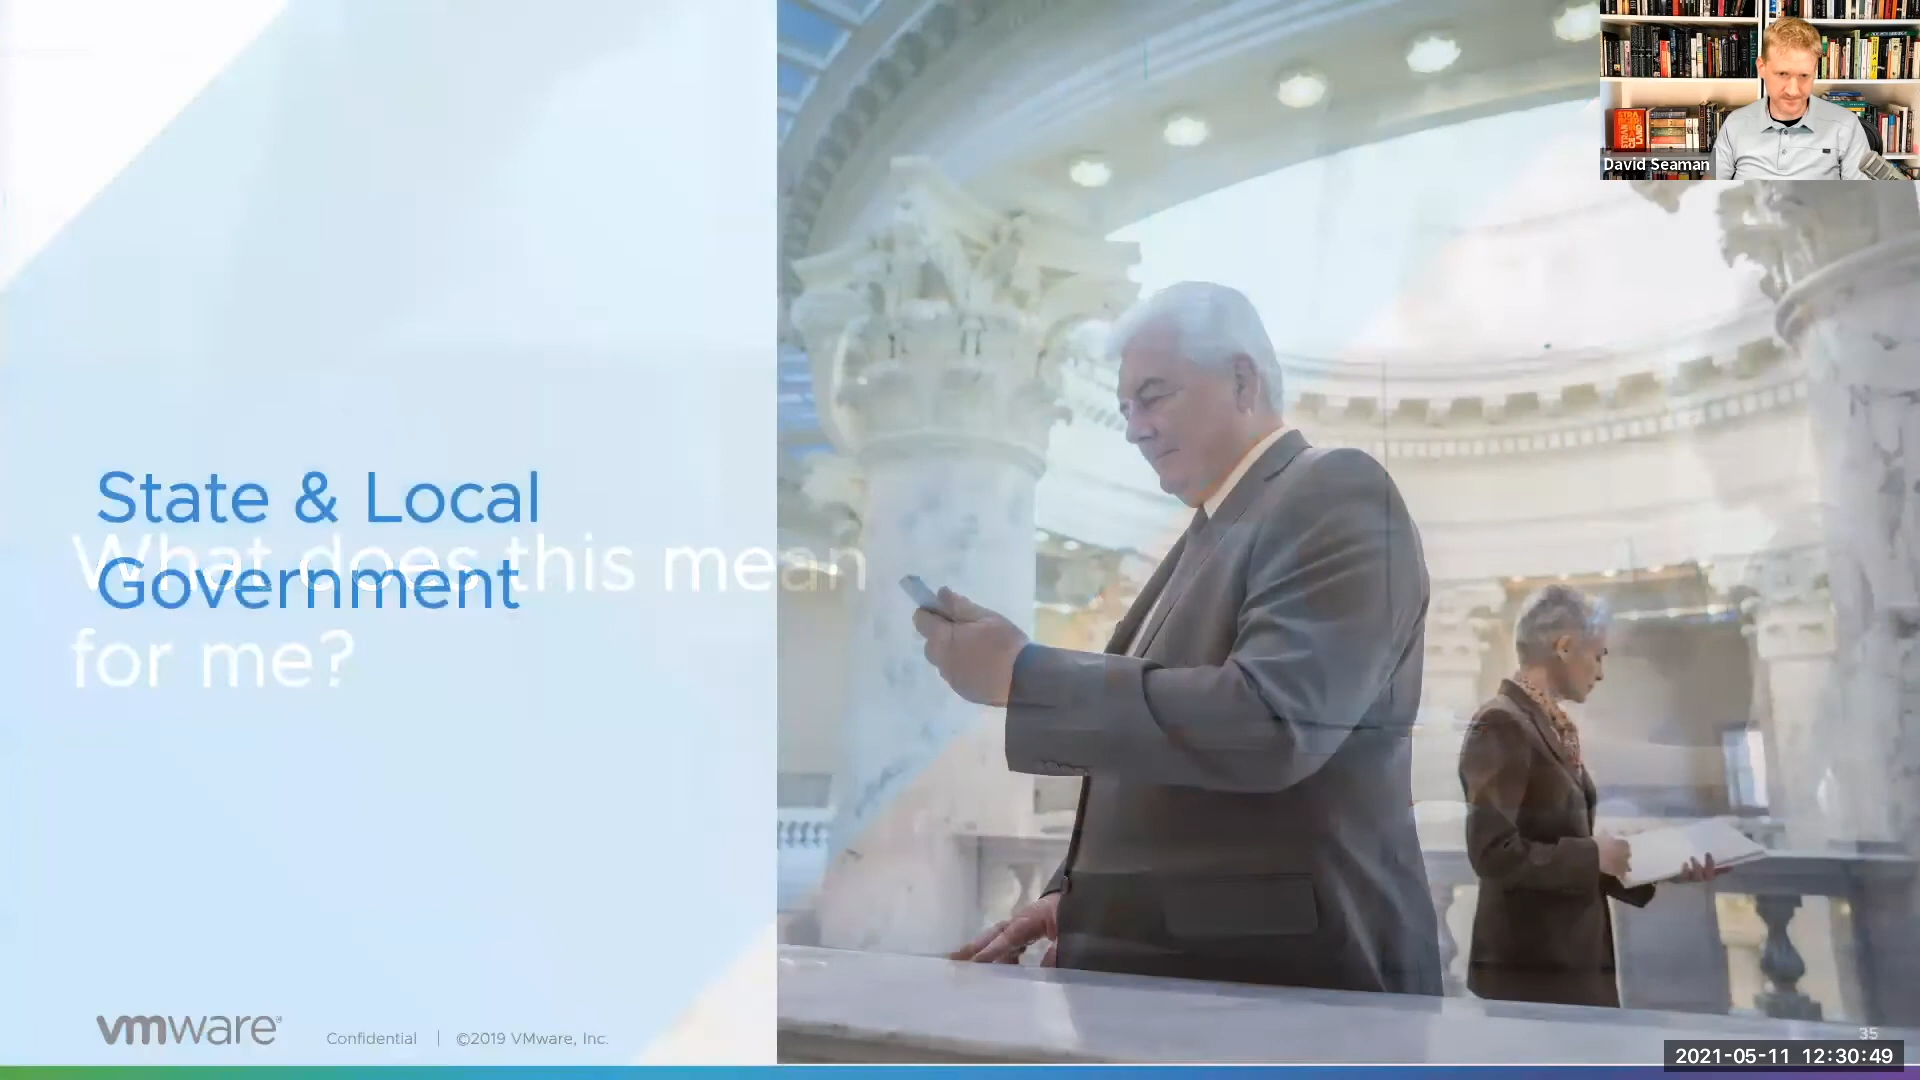 David Seaman
State & Local
Government
What does this mean
for me?
vmware®
Confidential | ©2019 VMware, Inc.
35
2021-05-11 12:30:49